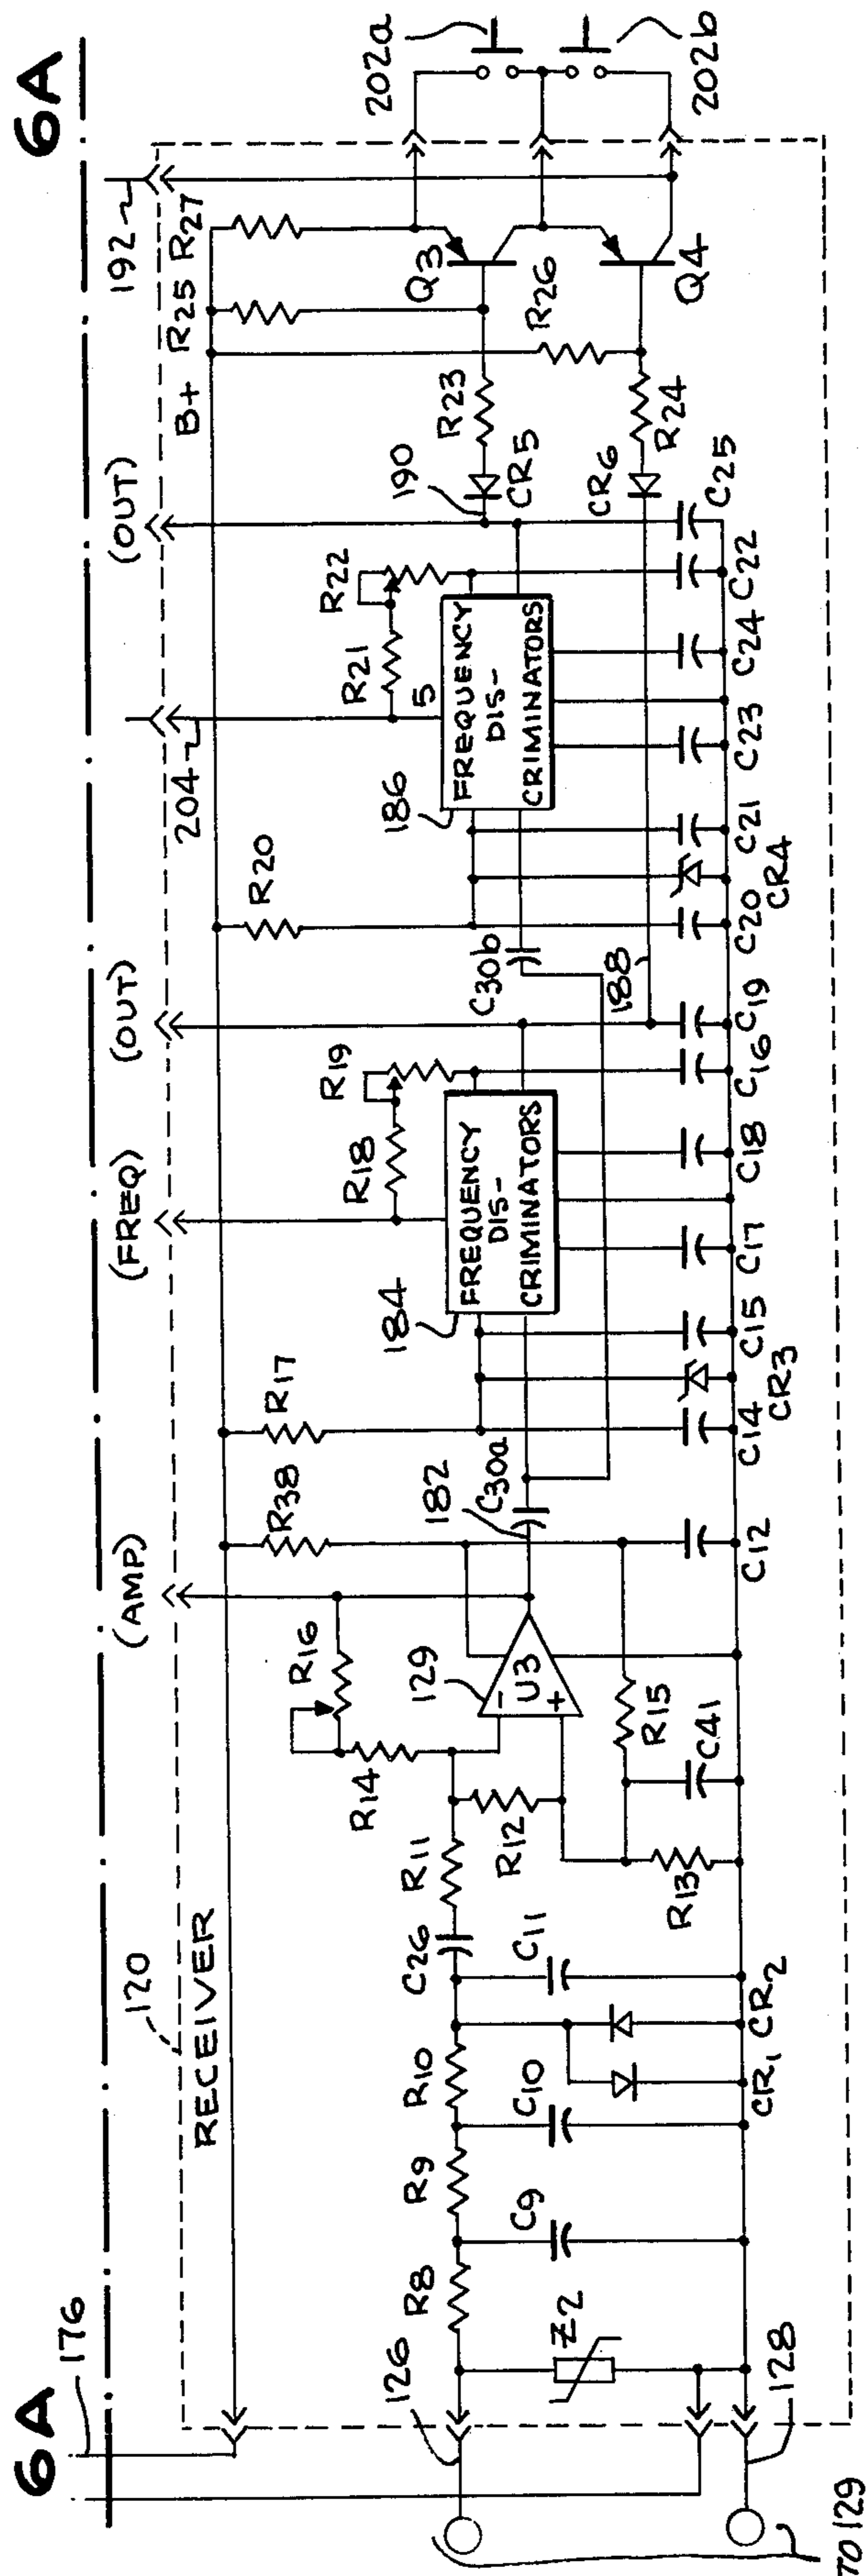 6A
6A
176
120
RECEIVER
(AMP)
(FREQ)
(OUT)
(OUT)
204
B+
192
R25
R27
202a
202b
126
R8
R9
R10
C26
R11
R14
R16
129
U3
-
+
R12
R38
182
C30a
R17
184
FREQUENCY
DIS-
CRIMINATORS
R18
R19
C30b
188
R20
186
5
FREQUENCY
DIS-
CRIMINATORS
R21
R22
190
CR5
R23
Q3
R26
CR6
R24
Q4
Z2
C9
C10
C11
R13
C41
R15
128
CR1
CR2
C12
C14
CR3
C15
C17
C18
C16
C19
C20
CR4
C21
C23
C24
C22
C25
TO 129